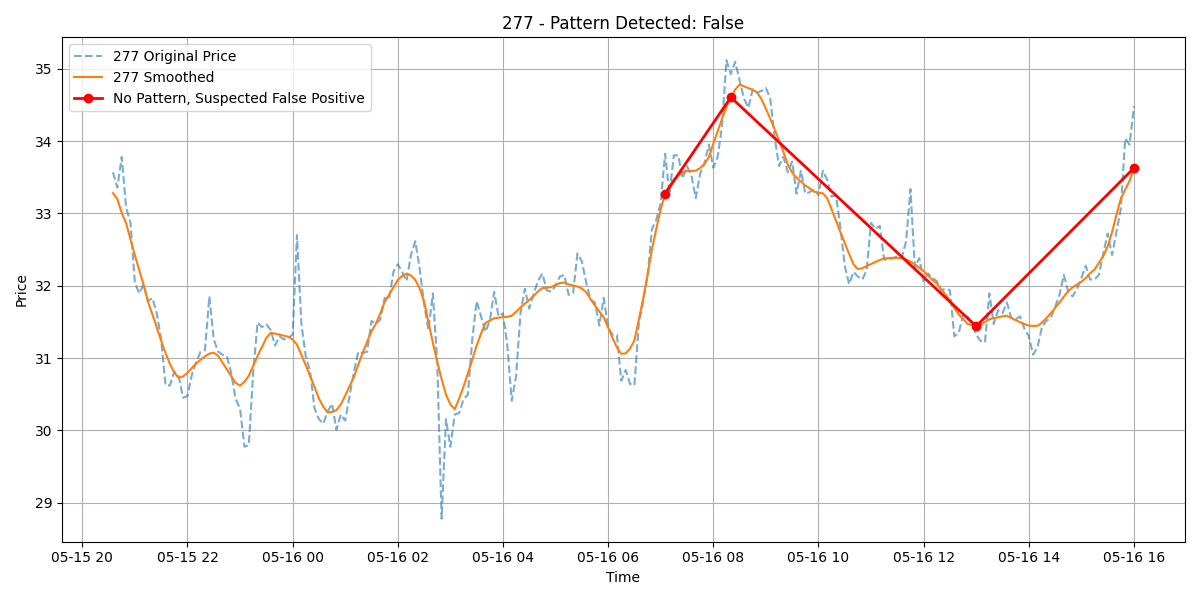 277 - Pattern Detected: False
277 Original Price
277 Smoothed
No Pattern, Suspected False Positive
Price
35
34
33
32
31
30
29
05-15 20 05-15 22 05-16 00 05-16 02 05-16 04 05-16 06 05-16 08 05-16 10 05-16 12 05-16 14 05-16 16
Time